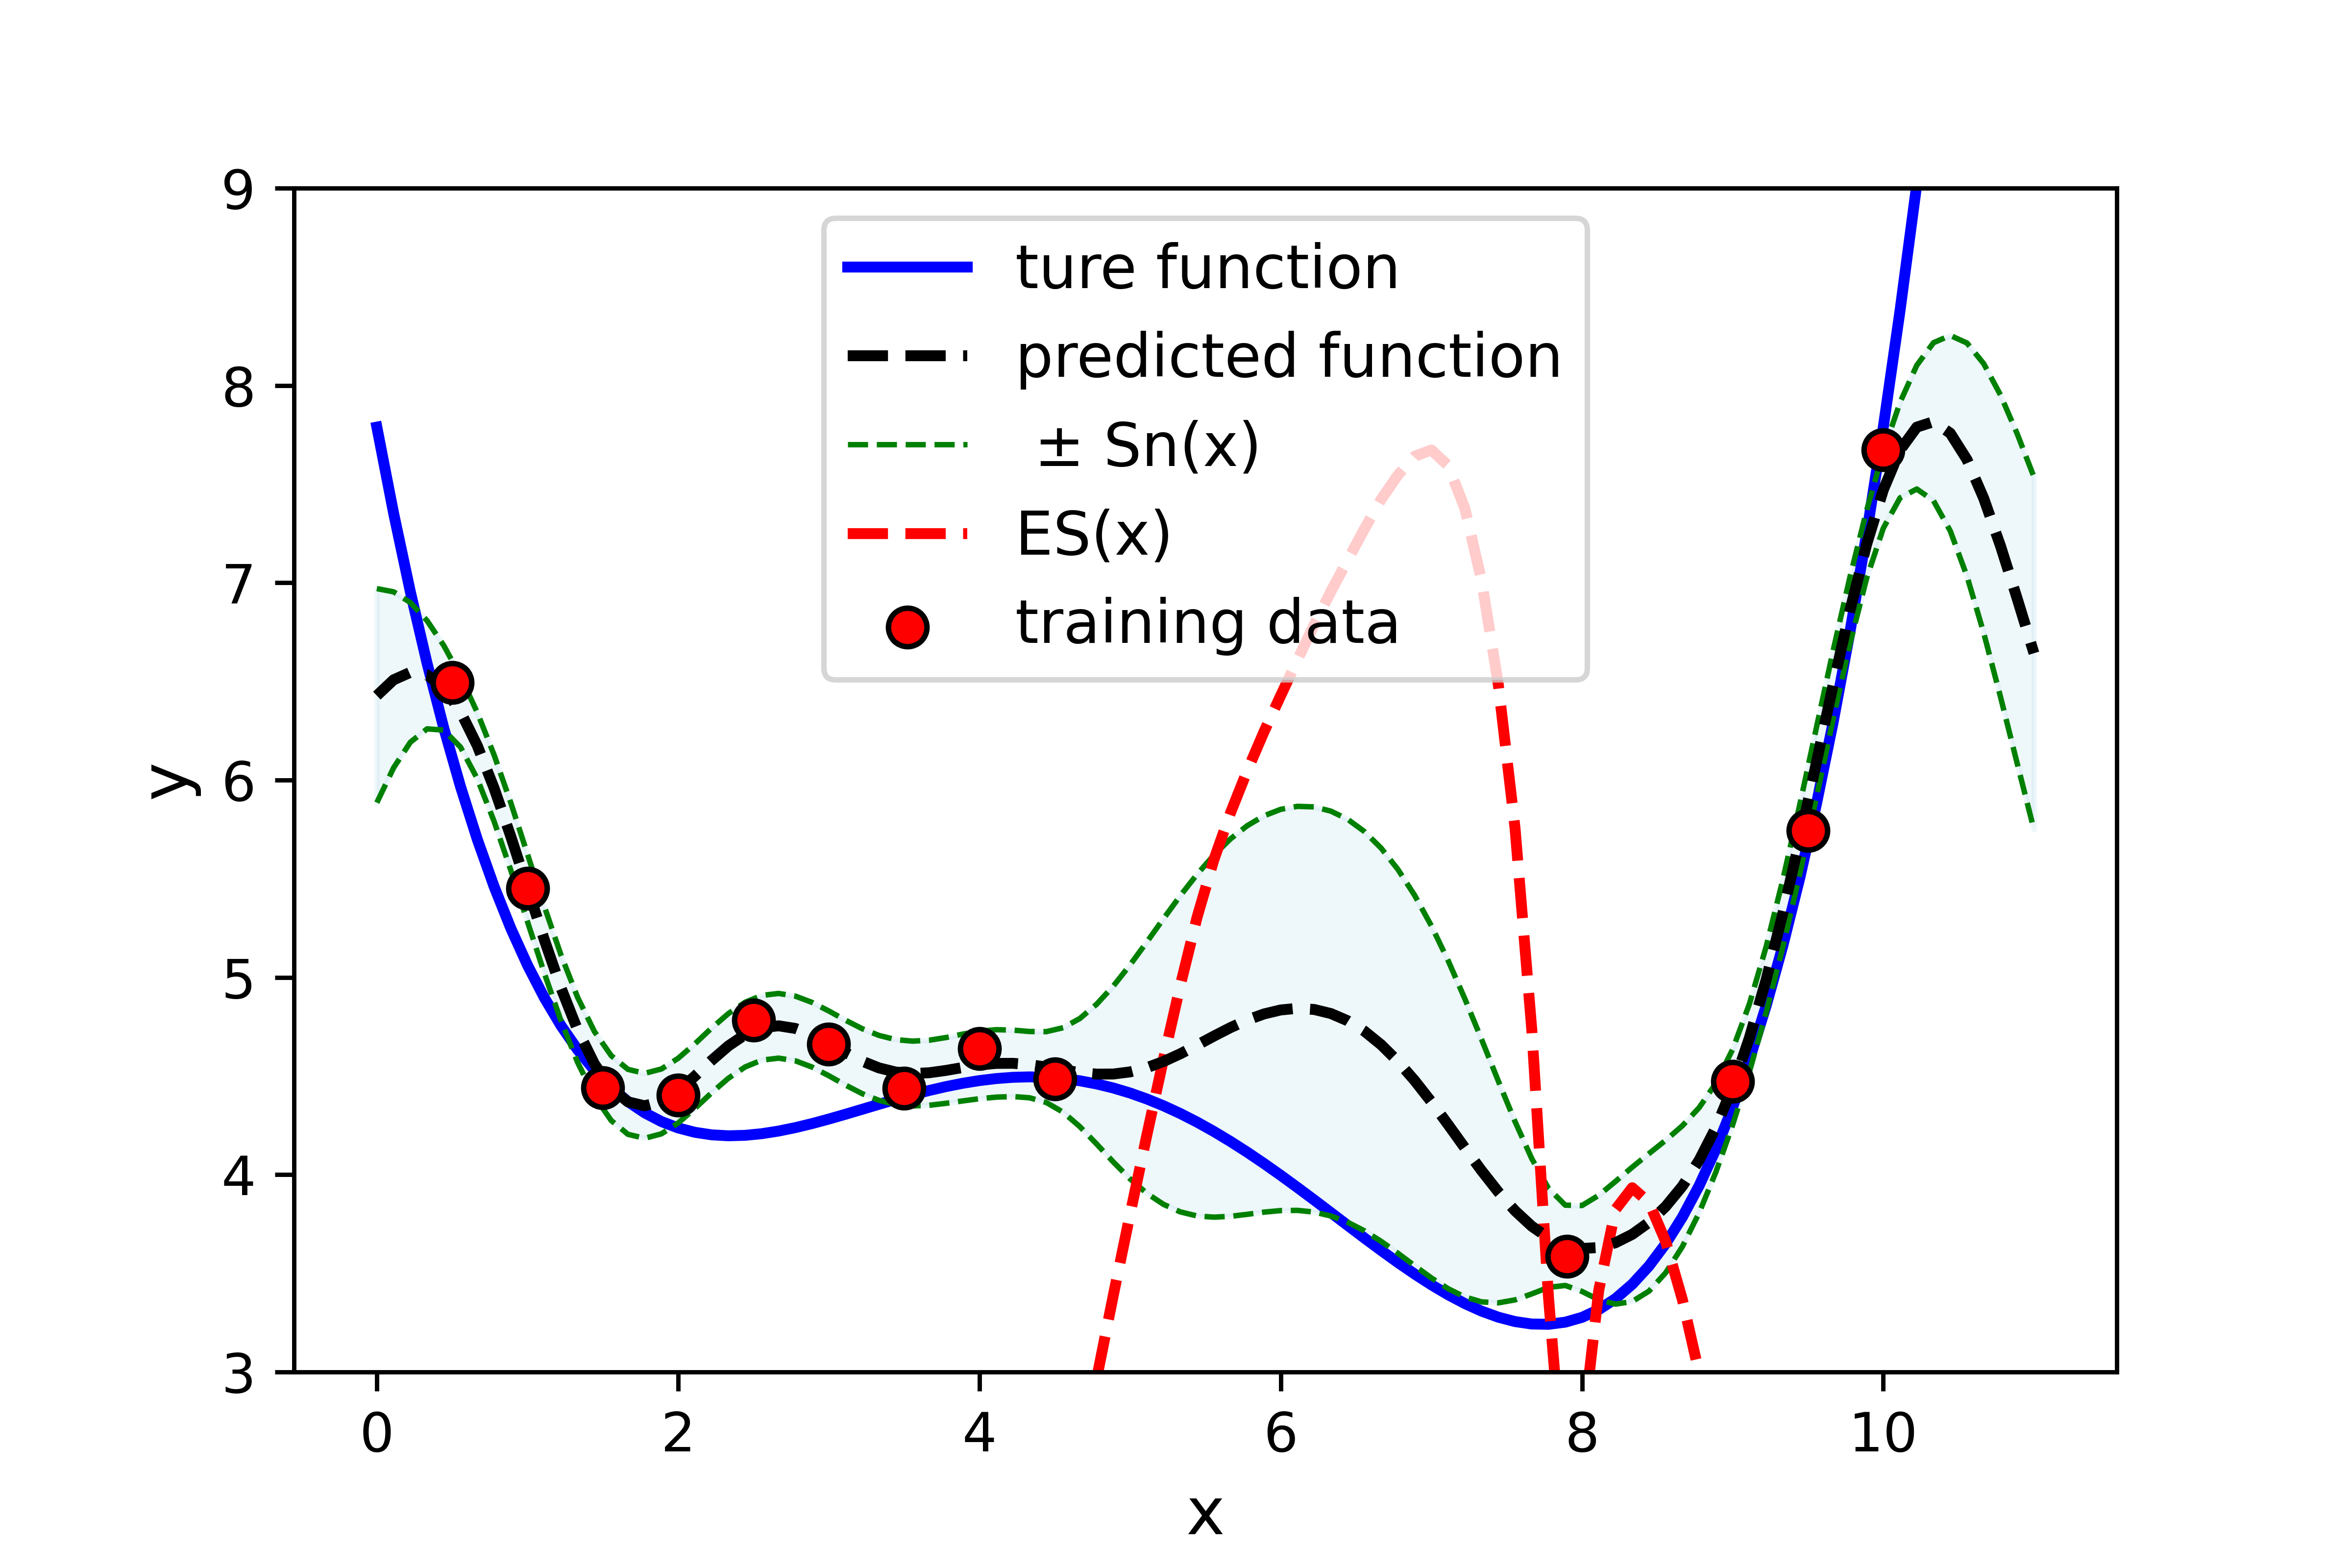 9
8
7
6
5
4
3
y
ture function
predicted function
± Sn(x)
ES(x)
training data
0 2 4 6 8 10
x